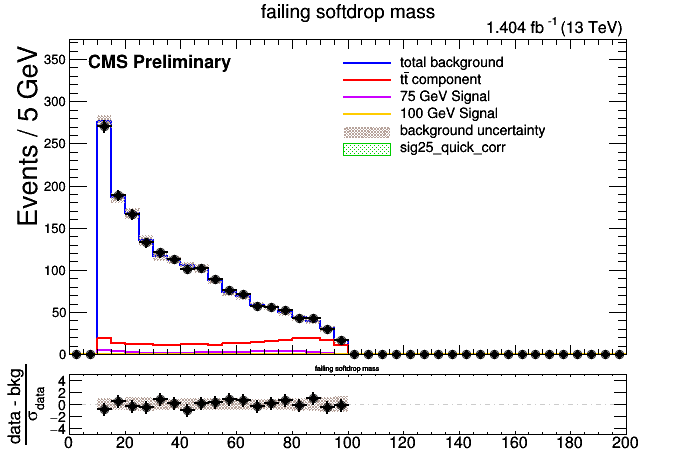 failing softdrop mass
1.404 fb⁻¹ (13 TeV)
CMS Preliminary
Events / 5 GeV
350
300
250
200
150
100
50
0
total background
tt̄ component
75 GeV Signal
100 GeV Signal
background uncertainty
sig25_quick_corr
failing softdrop mass
data - bkg
σ data
4
2
0
−2
−4
0 20 40 60 80 100 120 140 160 180 200